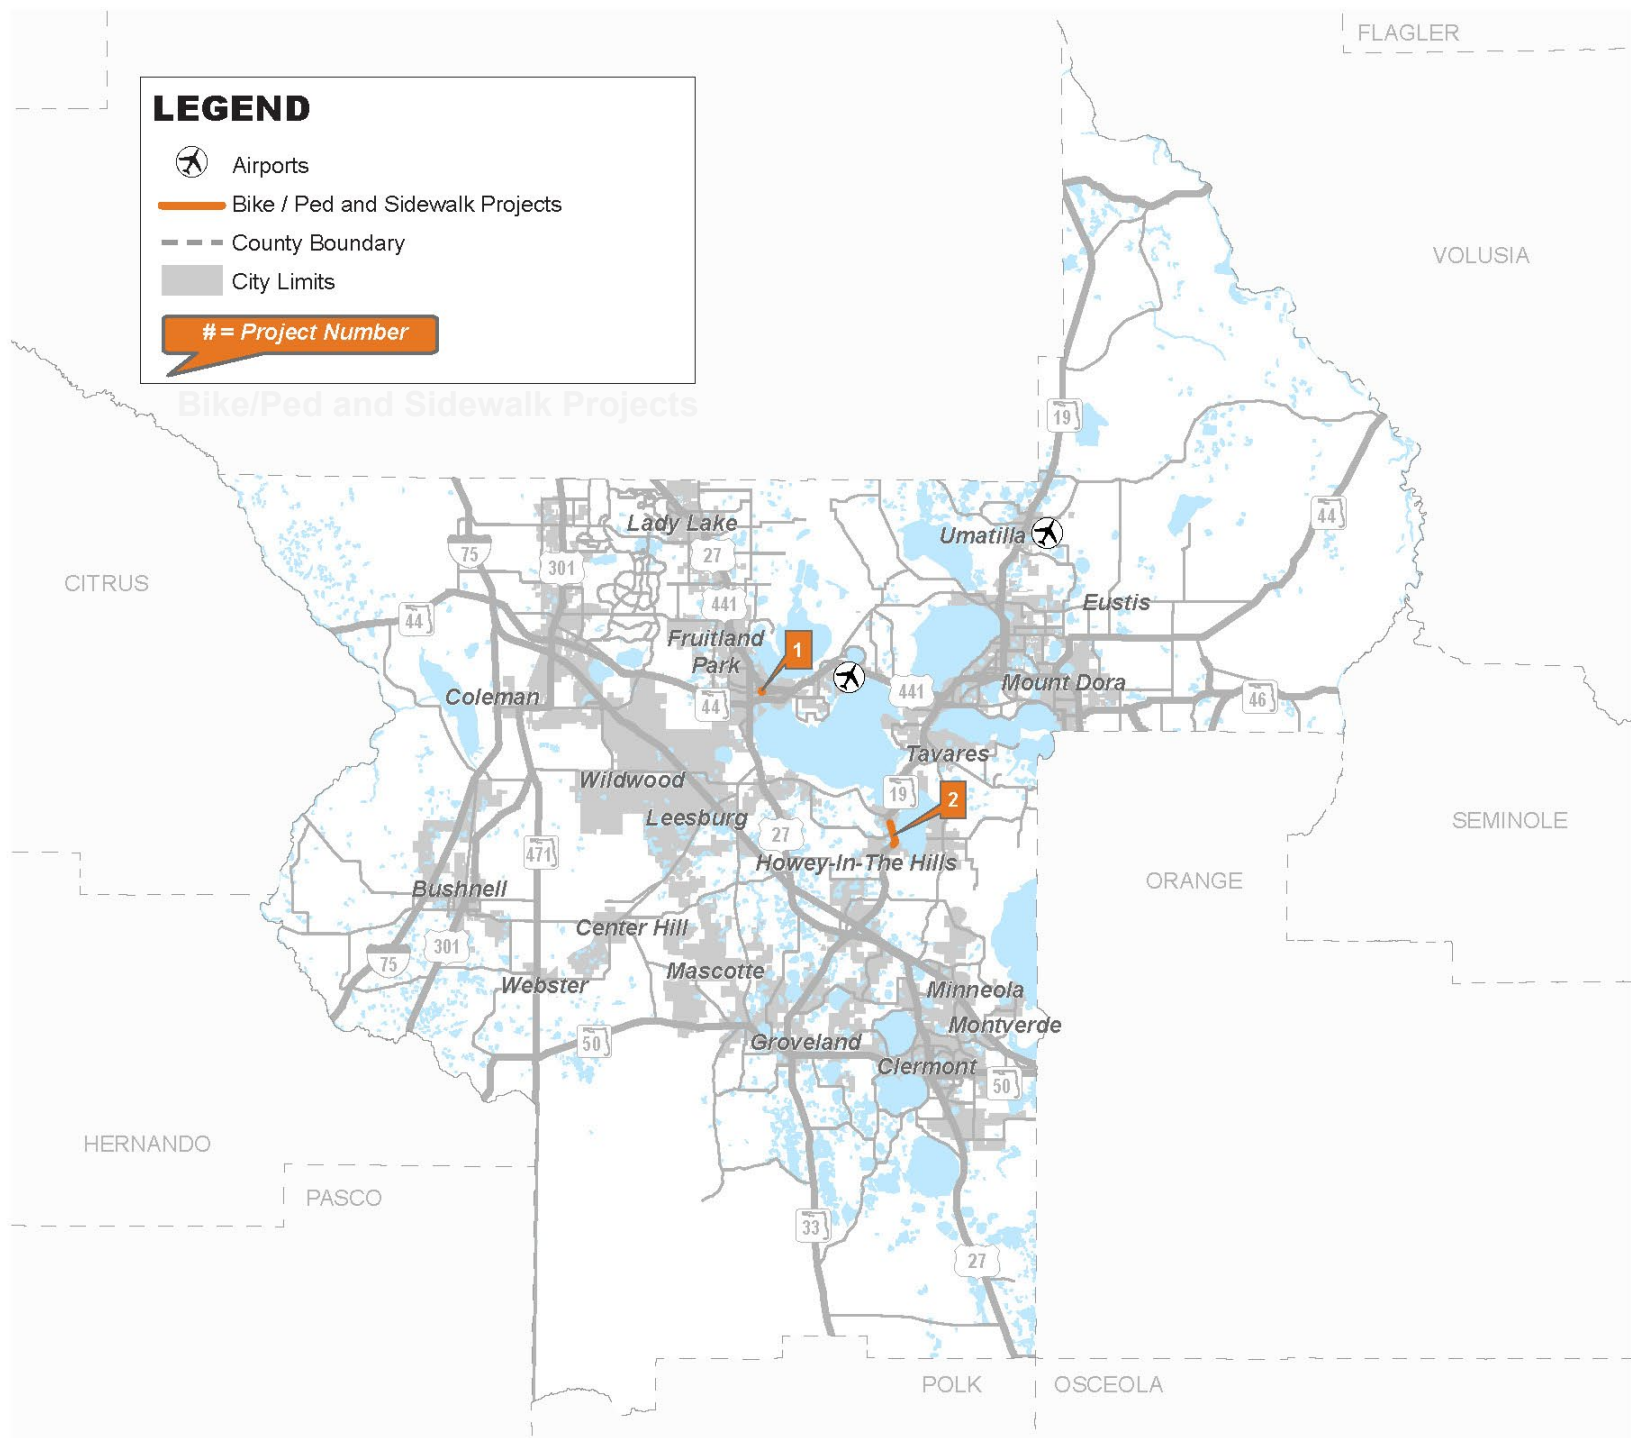 FLAGLER
LEGEND
Airports
Bike / Ped and Sidewalk Projects
County Boundary
City Limits
# = Project Number
Bike/Ped and Sidewalk Projects
VOLUSIA
19
44
Lady Lake
Umatilla
75
27
301
CITRUS
441
Eustis
44
Fruitland
Park
1
Coleman
44
441
Mount Dora
46
Tavares
Wildwood
19
2
Leesburg
27
SEMINOLE
471
Howey-In-The Hills
ORANGE
Bushnell
Center Hill
301
75
Mascotte
Webster
Minneola
Montverde
50
Groveland
Clermont
50
HERNANDO
PASCO
33
27
POLK
OSCEOLA